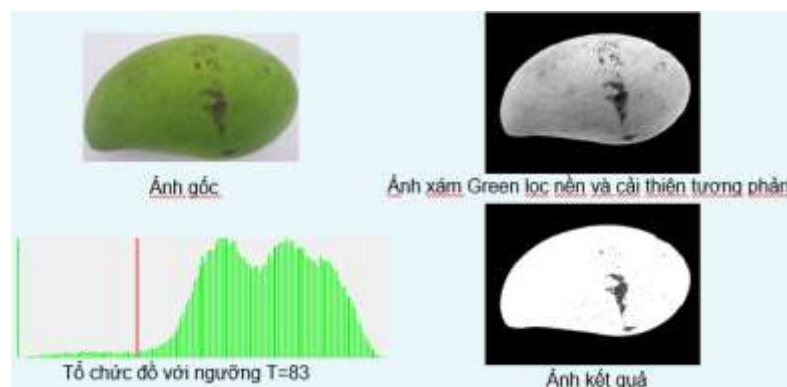 Ảnh gốc
Ảnh xám Green lọc nền và cải thiên tương phản
Tổ chức đồ với ngưỡng T=83
Ảnh kết quả